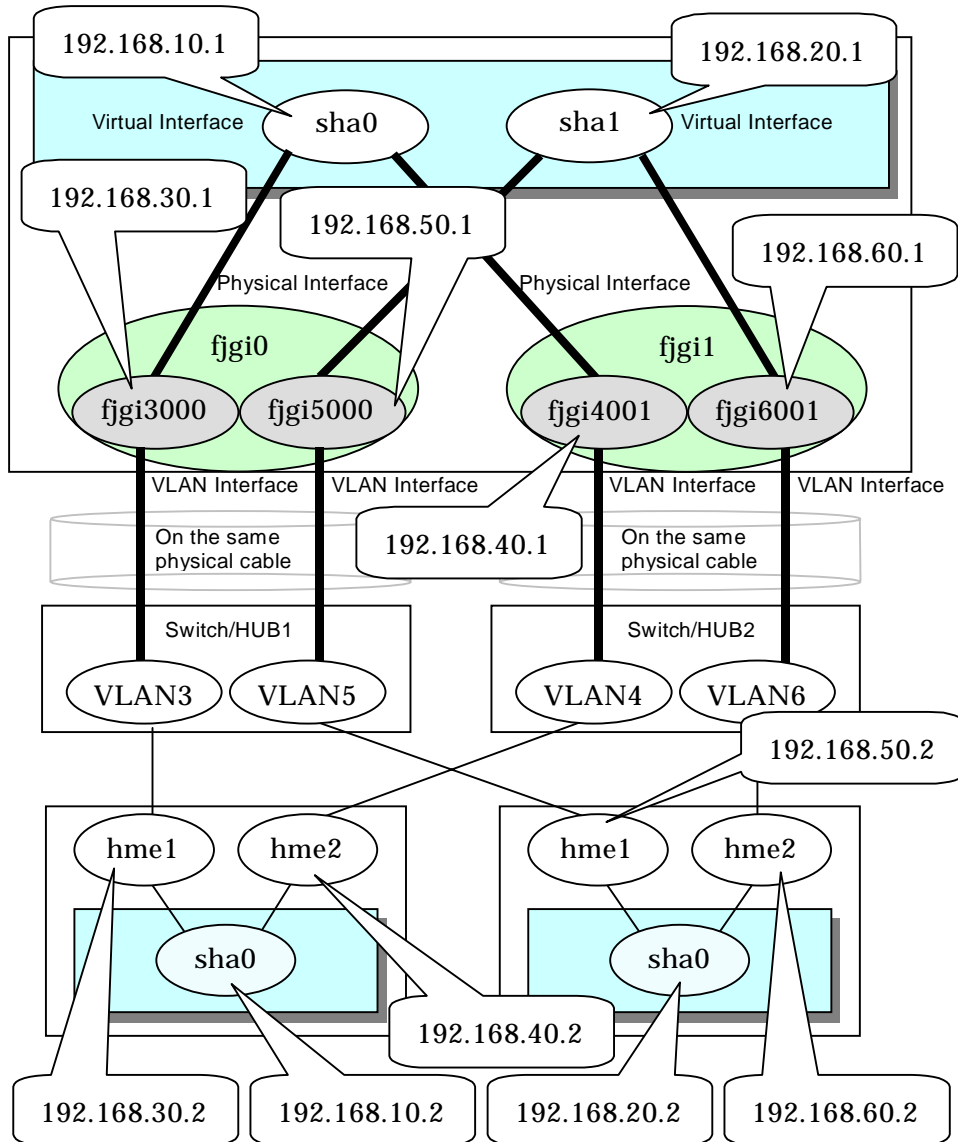 192.168.10.1
192.168.20.1
Virtual Interface
sha0
sha1
Virtual Interface
192.168.30.1
192.168.50.1
192.168.60.1
Physical Interface
Physical Interface
fjgi0
fjgi1
fjgi3000
fjgi5000
fjgi4001
fjgi6001
VLAN Interface
VLAN Interface
VLAN Interface
VLAN Interface
On the same
physical cable
192.168.40.1
On the same
physical cable
Switch/HUB1
Switch/HUB2
VLAN3
VLAN5
VLAN4
VLAN6
192.168.50.2
hme1
hme2
hme1
hme2
sha0
sha0
192.168.40.2
192.168.30.2
192.168.10.2
192.168.20.2
192.168.60.2